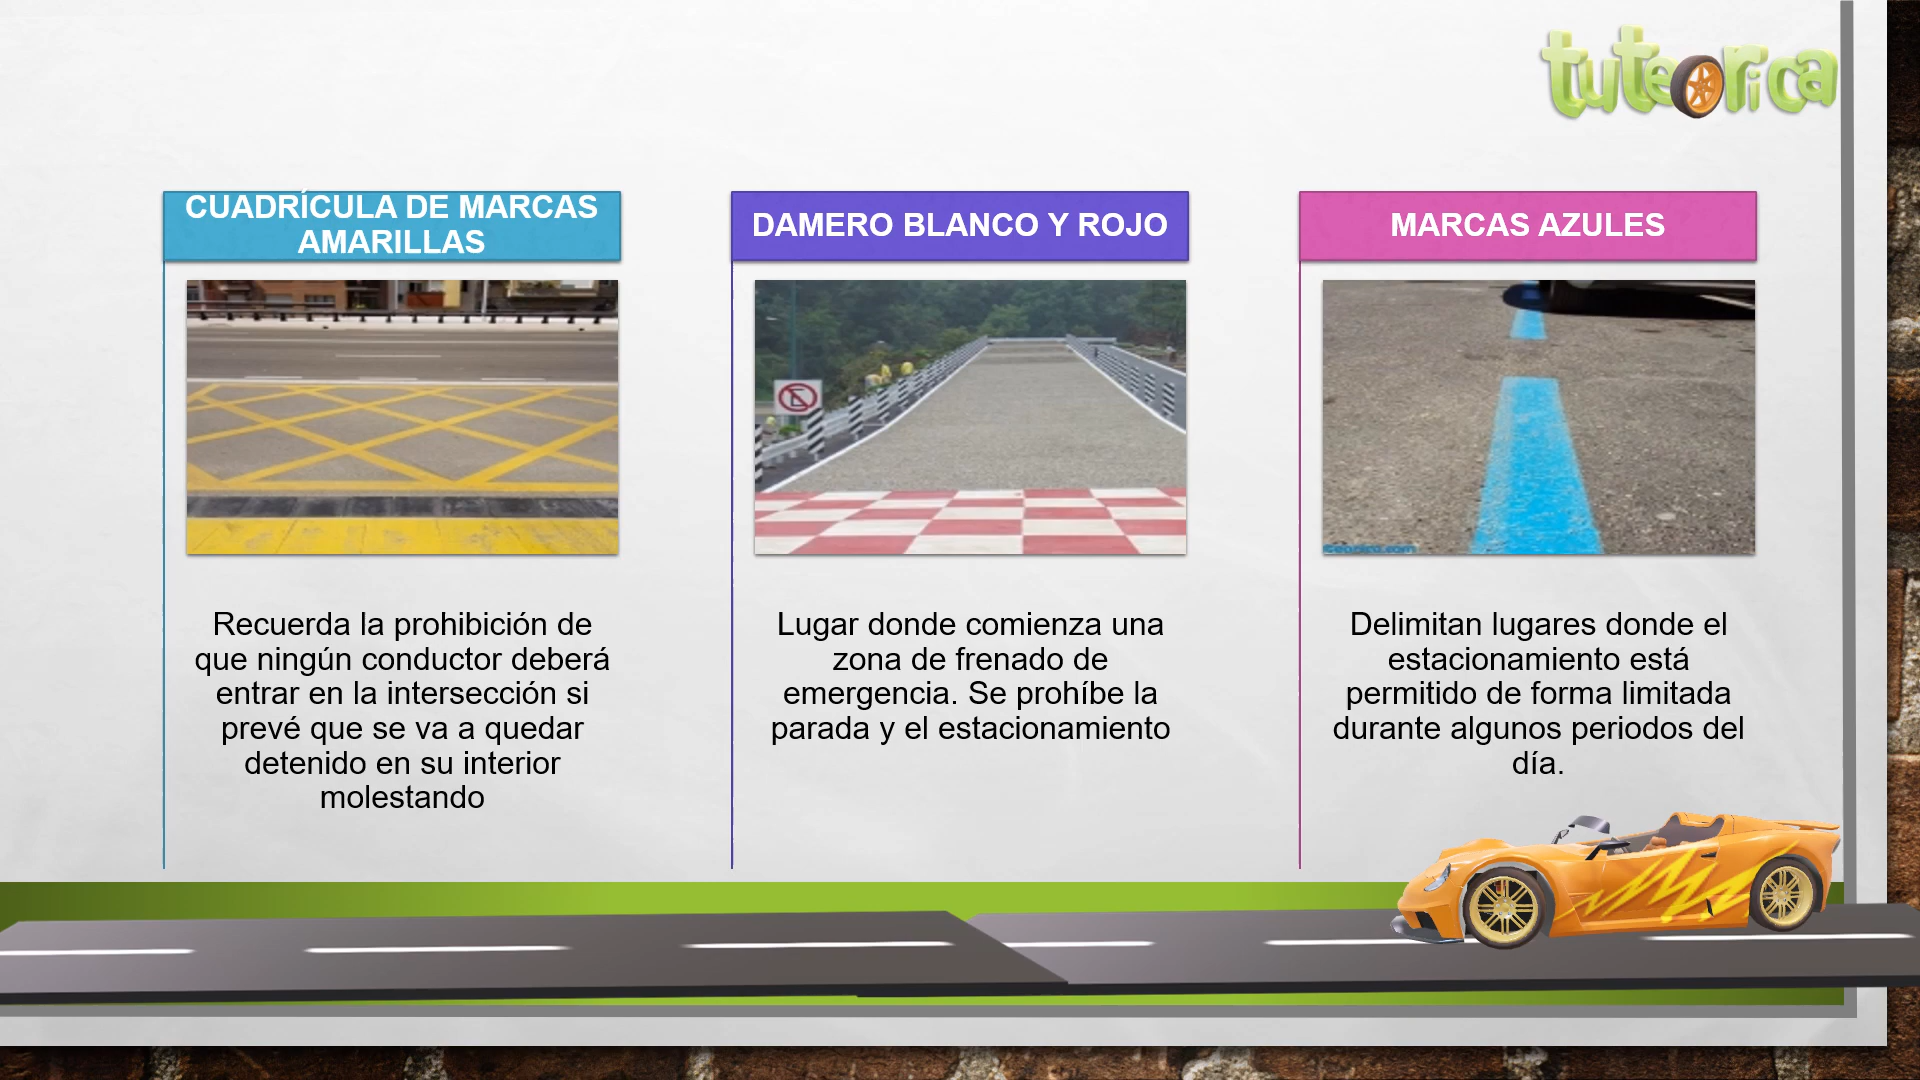 tuteorica
CUADRÍCULA DE MARCAS
AMARILLAS
Recuerda la prohibición de
que ningún conductor deberá
entrar en la intersección si
prevé que se va a quedar
detenido en su interior
molestando
DAMERO BLANCO Y ROJO
Lugar donde comienza una
zona de frenado de
emergencia. Se prohíbe la
parada y el estacionamiento
MARCAS AZULES
Delimitan lugares donde el
estacionamiento está
permitido de forma limitada
durante algunos periodos del
día.